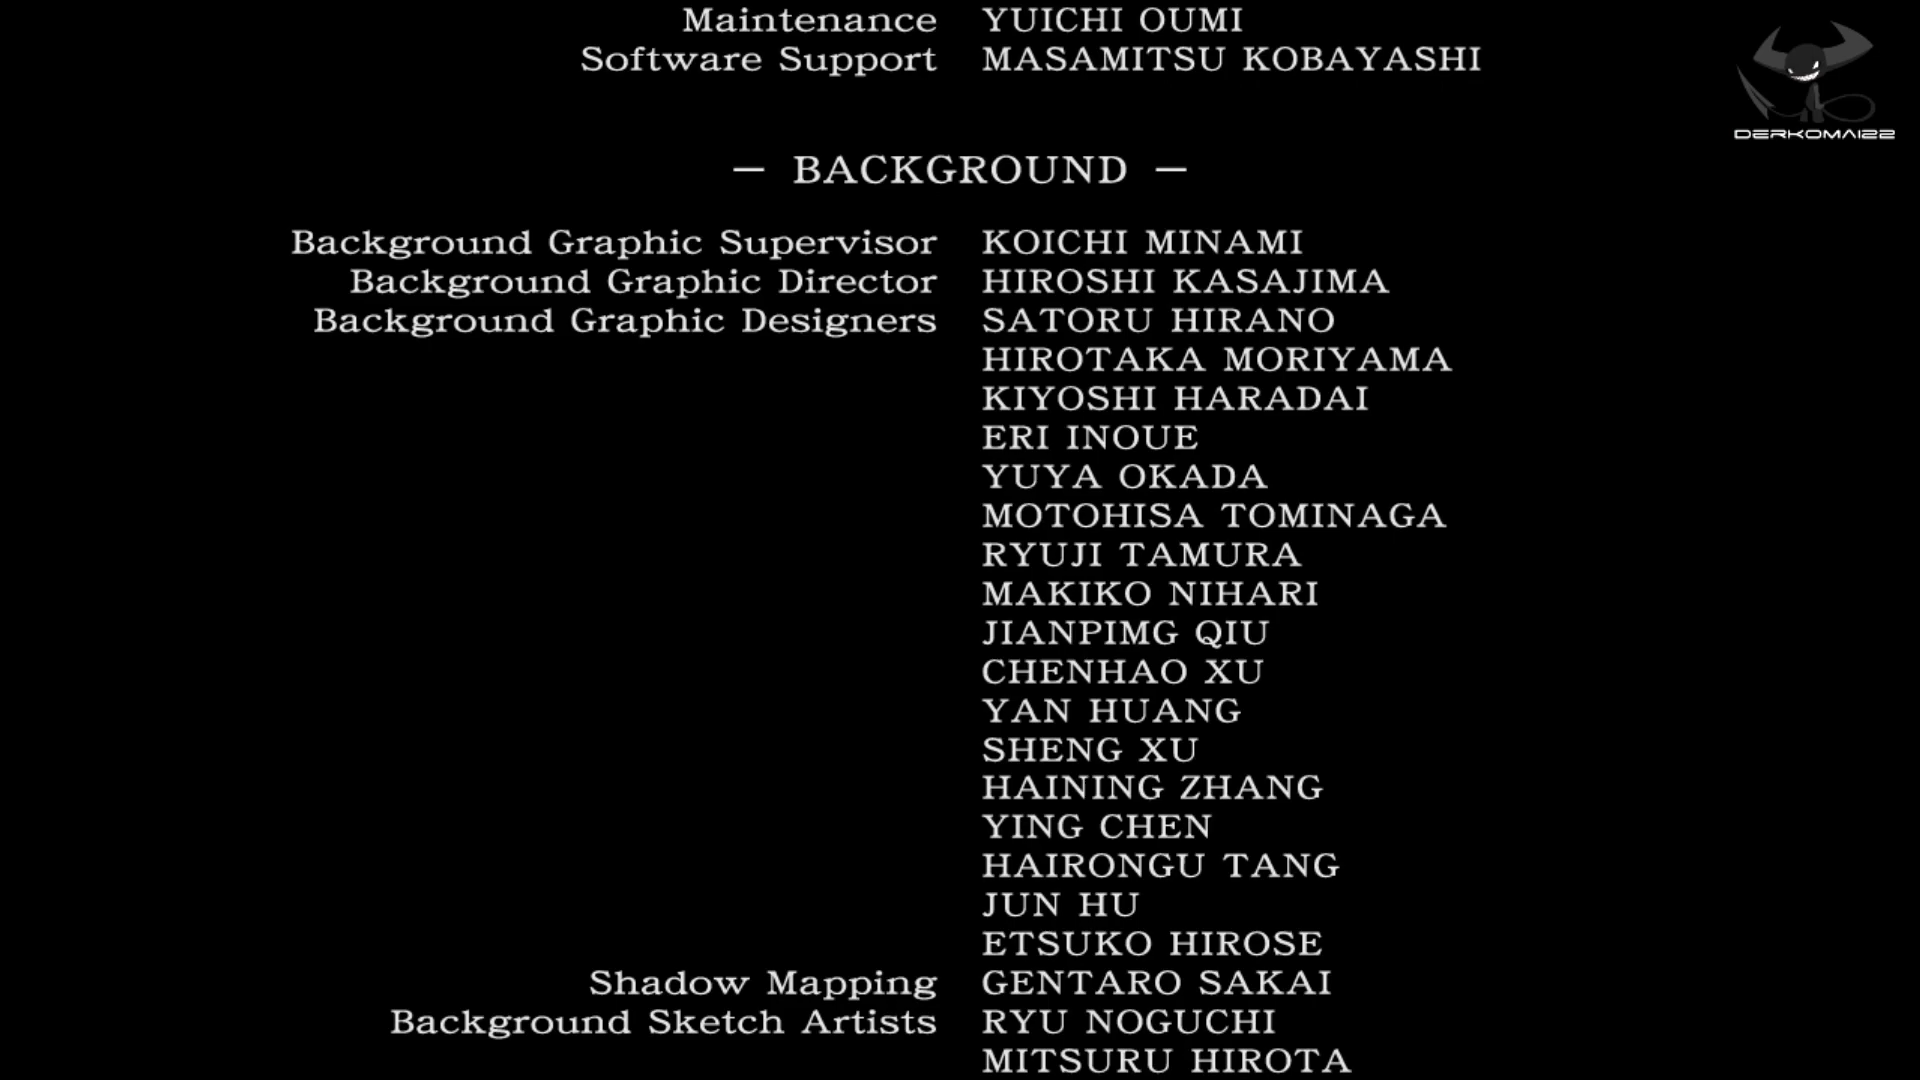 Maintenance YUICHI OUMI
Software Support MASAMITSU KOBAYASHI
DERKOMAI22
— BACKGROUND —
Background Graphic Supervisor KOICHI MINAMI
Background Graphic Director HIROSHI KASAJIMA
Background Graphic Designers SATORU HIRANO
HIROTAKA MORIYAMA
KIYOSHI HARADAI
ERI INOUE
YUYA OKADA
MOTOHISA TOMINAGA
RYUJI TAMURA
MAKIKO NIHARI
JIANPIMG QIU
CHENHAO XU
YAN HUANG
SHENG XU
HAINING ZHANG
YING CHEN
HAIRONGU TANG
JUN HU
ETSUKO HIROSE
Shadow Mapping GENTARO SAKAI
Background Sketch Artists RYU NOGUCHI
MITSURU HIROTA